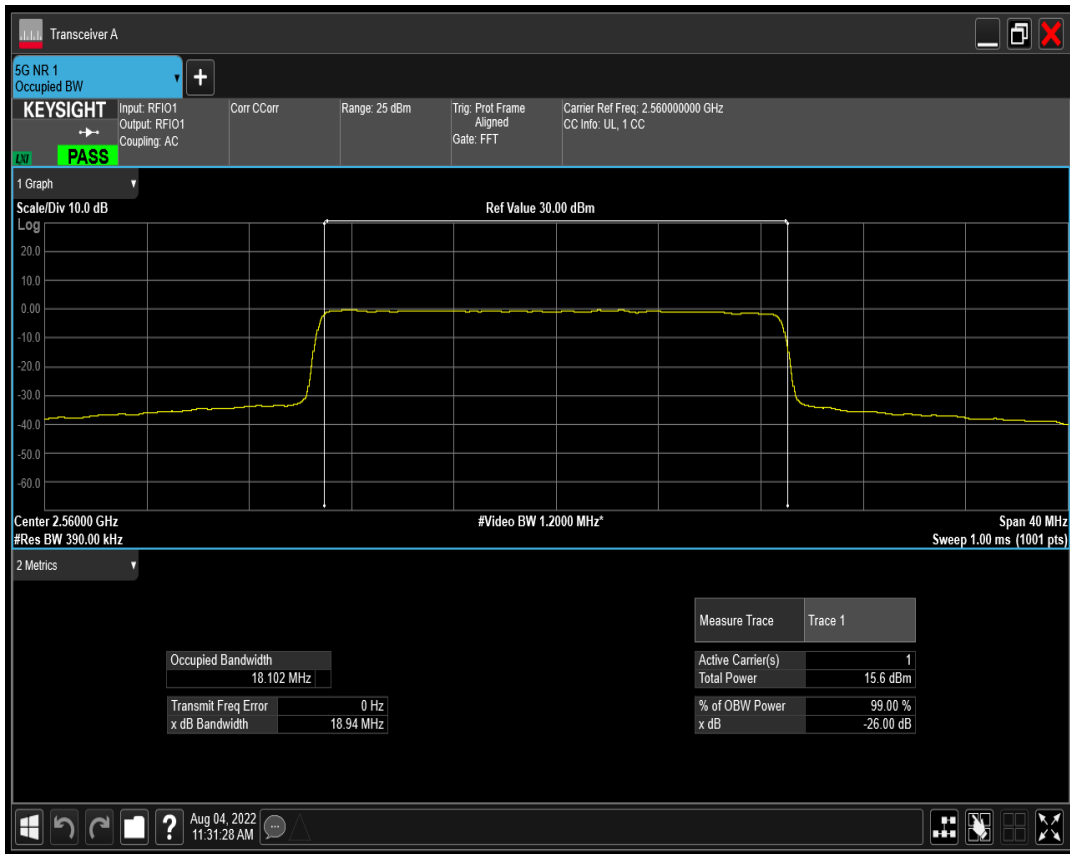 Transceiver A
5G NR 1
Occupied BW
KEYSIGHT
Input: RFIO1
Output: RFIO1
Coupling: AC
Corr CCorr
Range: 25 dBm
Trig: Prot Frame
Aligned
Gate: FFT
Carrier Ref Freq: 2.560000000 GHz
CC Info: UL, 1 CC
LXI
PASS
1 Graph
Scale/Div 10.0 dB
Ref Value 30.00 dBm
Log
20.0
10.0
0.00
-10.0
-20.0
-30.0
-40.0
-50.0
-60.0
Center 2.56000 GHz
#Video BW 1.2000 MHz*
Span 40 MHz
#Res BW 390.00 kHz
Sweep 1.00 ms (1001 pts)
2 Metrics
Measure Trace Trace 1
Occupied Bandwidth
18.102 MHz
Active Carrier(s) 1
Total Power 15.6 dBm
Transmit Freq Error 0 Hz
x dB Bandwidth 18.94 MHz
% of OBW Power 99.00 %
x dB -26.00 dB
Aug 04, 2022
11:31:28 AM